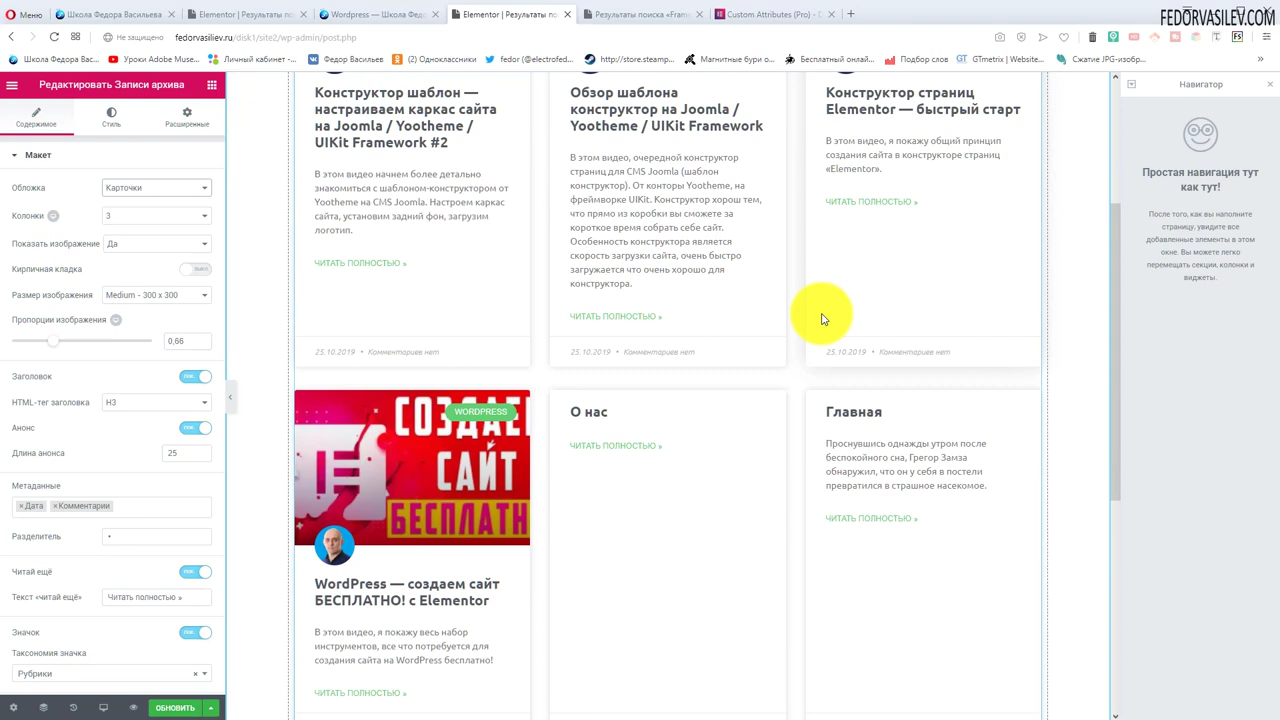 Меню
Школа Федора Васильева
Elementor | Результаты по
Wordpress — Школа Фед
Elementor | Результаты по
Результаты поиска «Fram
Custom Attributes (Pro) - D
FEDORVASILEV.COM
Не защищено
fedorvasiliev.ru/disk1/site2/wp-admin/post.php
Школа Федора Вас...
Уроки Adobe Muse...
Личный кабинет -...
Федор Васильев
(2) Одноклассники
fedor (@electrofed...
http://store.steamp...
Магнитные бури о...
Бесплатный онлай...
Подбор слов
GTmetrix | Website...
Сжатие JPG-изобр...
Редактировать Записи архива
Содержимое
Стиль
Расширенные
Макет
Обложка
Карточки
Колонки
3
Показать изображение
Да
Кирпичная кладка
Размер изображения
Medium - 300 x 300
Пропорции изображения
0,66
Заголовок
HTML-тег заголовка
H3
Анонс
Длина анонса
25
Метаданные
×Дата
×Комментарии
Разделитель
•
Читай ещё
Текст «читай ещё»
Читать полностью »
Значок
Таксономия значка
Рубрики
ОБНОВИТЬ
Конструктор шаблон —
настраиваем каркас сайта
на Joomla / Yootheme /
UIKit Framework #2
В этом видео начнем более детально
знакомиться с шаблоном-конструктором от
Yootheme на CMS Joomla. Настроем каркас
сайта, установим задний фон, загрузим
логотип.
ЧИТАТЬ ПОЛНОСТЬЮ »
25.10.2019 • Комментариев нет
Обзор шаблона
конструктор на Joomla /
Yootheme / UIKit Framework
В этом видео, очередной конструктор
страниц для CMS Joomla (шаблон
конструктор). От конторы Yootheme, на
фреймворке UIKit. Конструктор хорош тем,
что прямо из коробки вы сможете за
короткое время собрать себе сайт.
Особенность конструктора является
скорость загрузки сайта, очень быстро
загружается что очень хорошо для
конструктора.
ЧИТАТЬ ПОЛНОСТЬЮ »
25.10.2019 • Комментариев нет
Конструктор страниц
Elementor — быстрый старт
В этом видео, я покажу общий принцип
создания сайта в конструкторе страниц
«Elementor».
ЧИТАТЬ ПОЛНОСТЬЮ »
25.10.2019 • Комментариев нет
WORDPRESS
СОЗДАЕМ
САЙТ
БЕСПЛАТНО!
WordPress — создаем сайт
БЕСПЛАТНО! с Elementor
В этом видео, я покажу весь набор
инструментов, все что потребуется для
создания сайта на WordPress бесплатно!
ЧИТАТЬ ПОЛНОСТЬЮ »
О нас
ЧИТАТЬ ПОЛНОСТЬЮ »
Главная
Проснувшись однажды утром после
беспокойного сна, Грегор Замза
обнаружил, что он у себя в постели
превратился в страшное насекомое.
ЧИТАТЬ ПОЛНОСТЬЮ »
Навигатор
Простая навигация тут
как тут!
После того, как вы наполните
страницу, увидите все
добавленные элементы в этом
окне. Вы можете легко
перемещать секции, колонки и
виджеты.